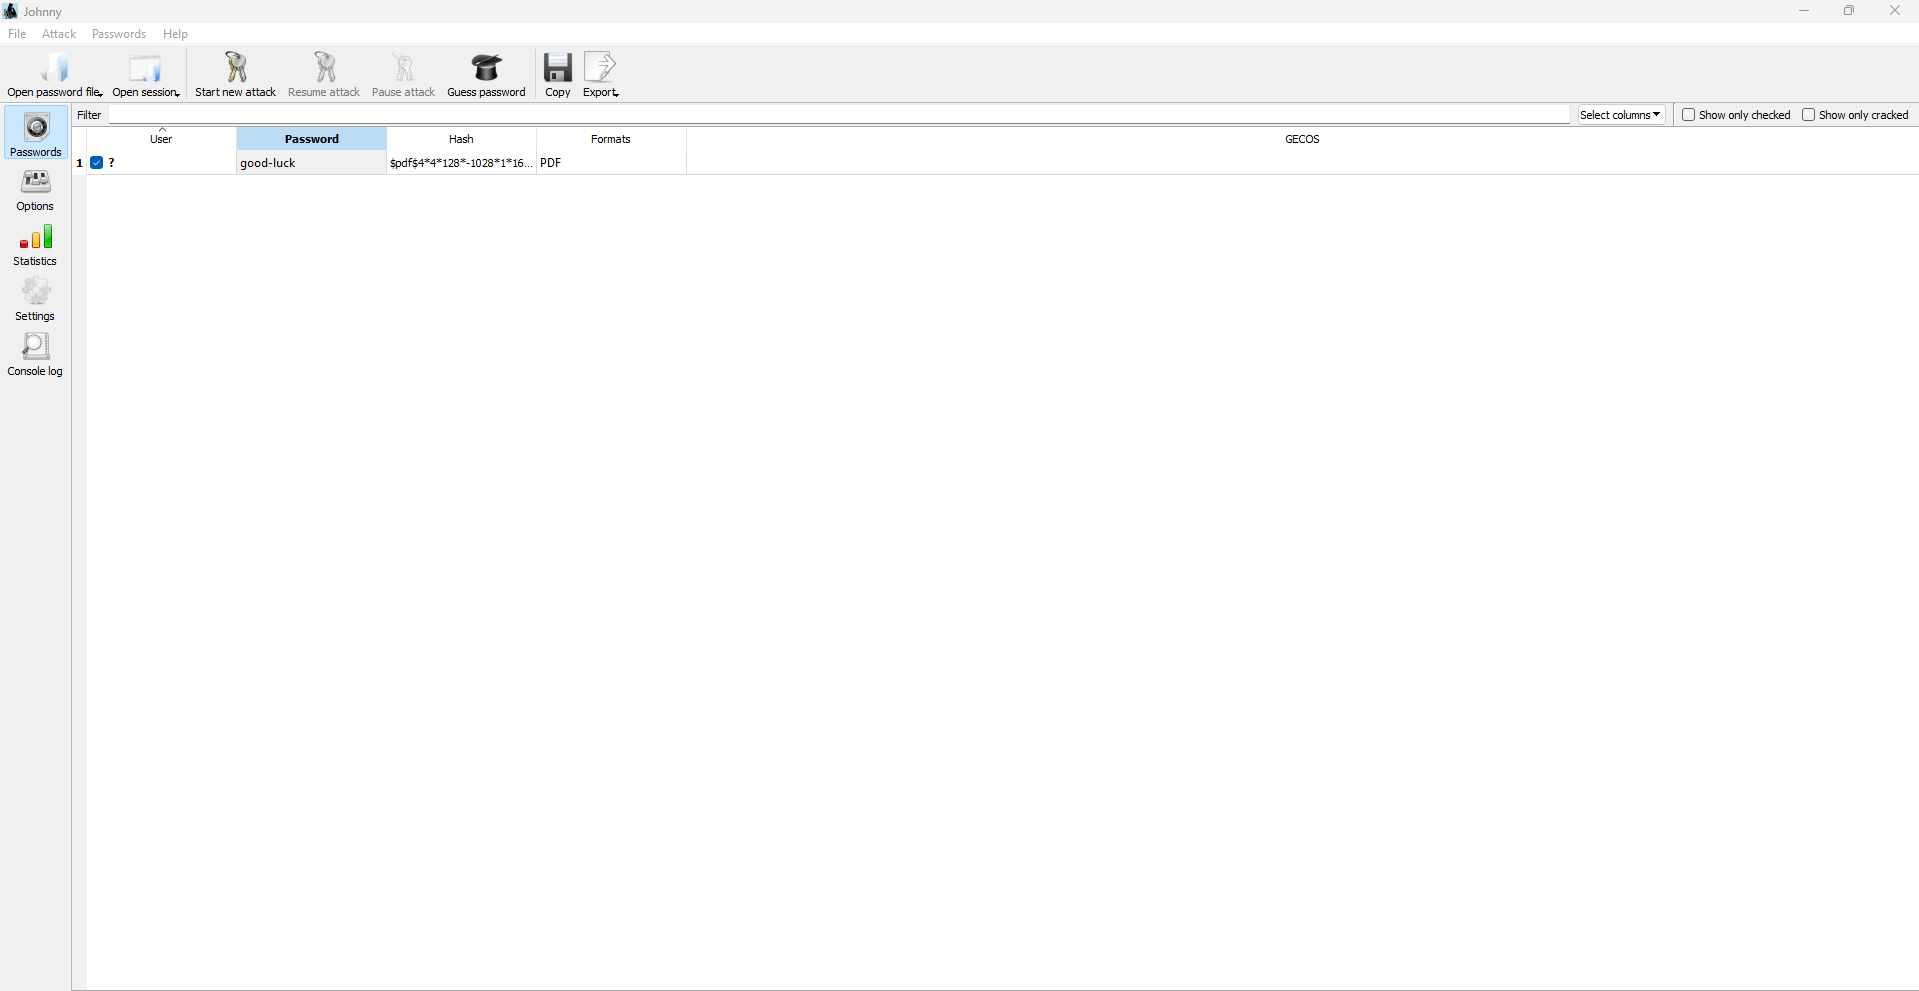 Johnny
File Attack Passwords Help
Open password file Open session Start new attack Resume attack Pause attack Guess password Copy Export
Filter Select columns Show only checked Show only cracked
Passwords
Options
Statistics
Settings
Console log
User Password Hash Formats GECOS
1 ? good-luck $pdf$4*4*128*-1028*1*16... PDF